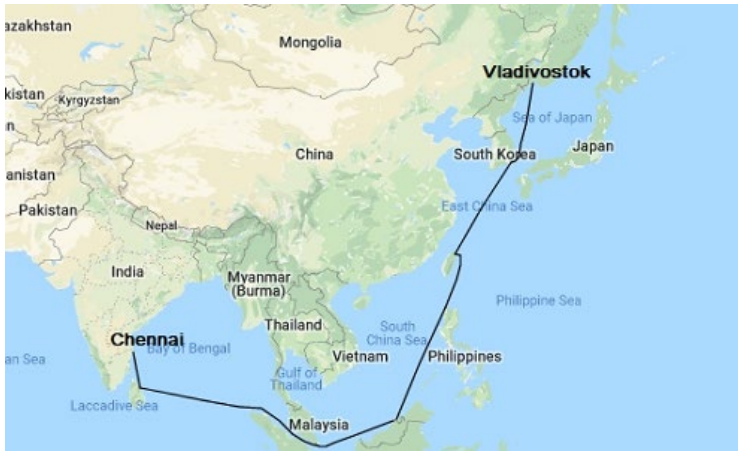 azakhstan
Mongolia
Vladivostok
kistan
Kyrgyzstan
n
Sea of Japan
China
South Korea
Japan
anistan
Pakistan
Nepal
East China Sea
India
Myanmar
(Burma)
Philippine Sea
Thailand
South
China Sea
Chennai
Bay of Bengal
Vietnam
Philippines
an Sea
Gulf of
Thailand
Laccadive Sea
Malaysia